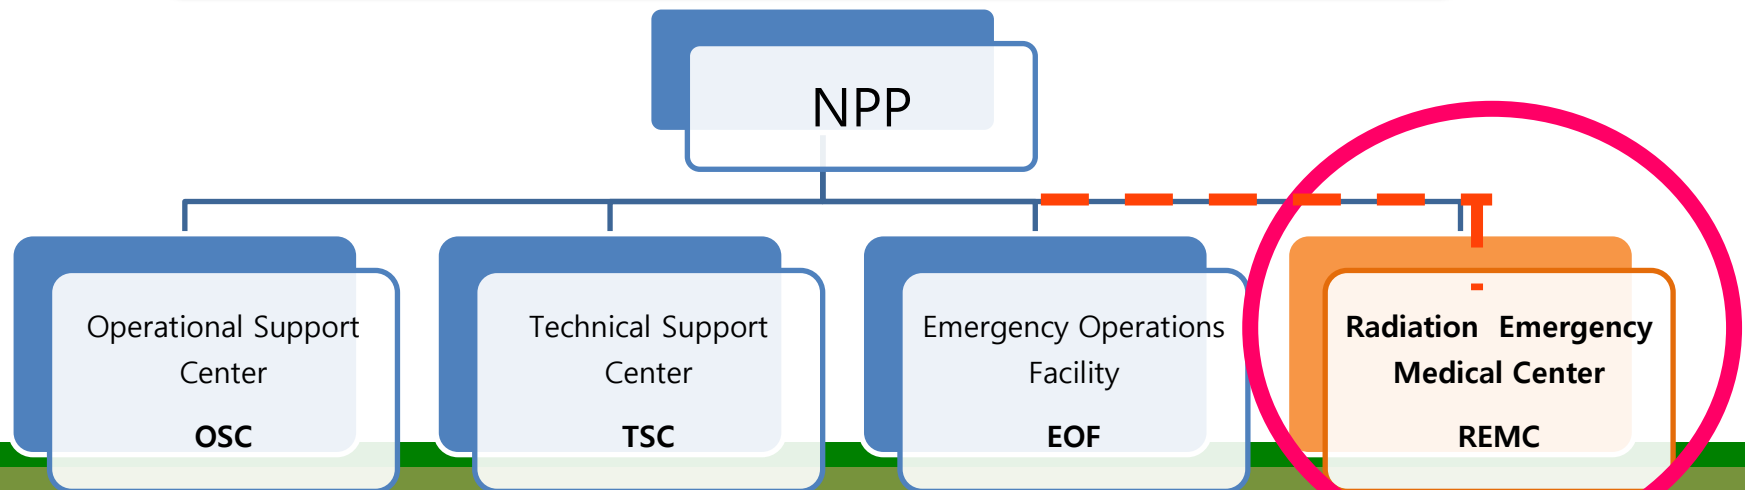 NPP
Operational Support
Center
OSC
Technical Support
Center
TSC
Emergency Operations
Facility
EOF
Radiation Emergency
Medical Center
REMC